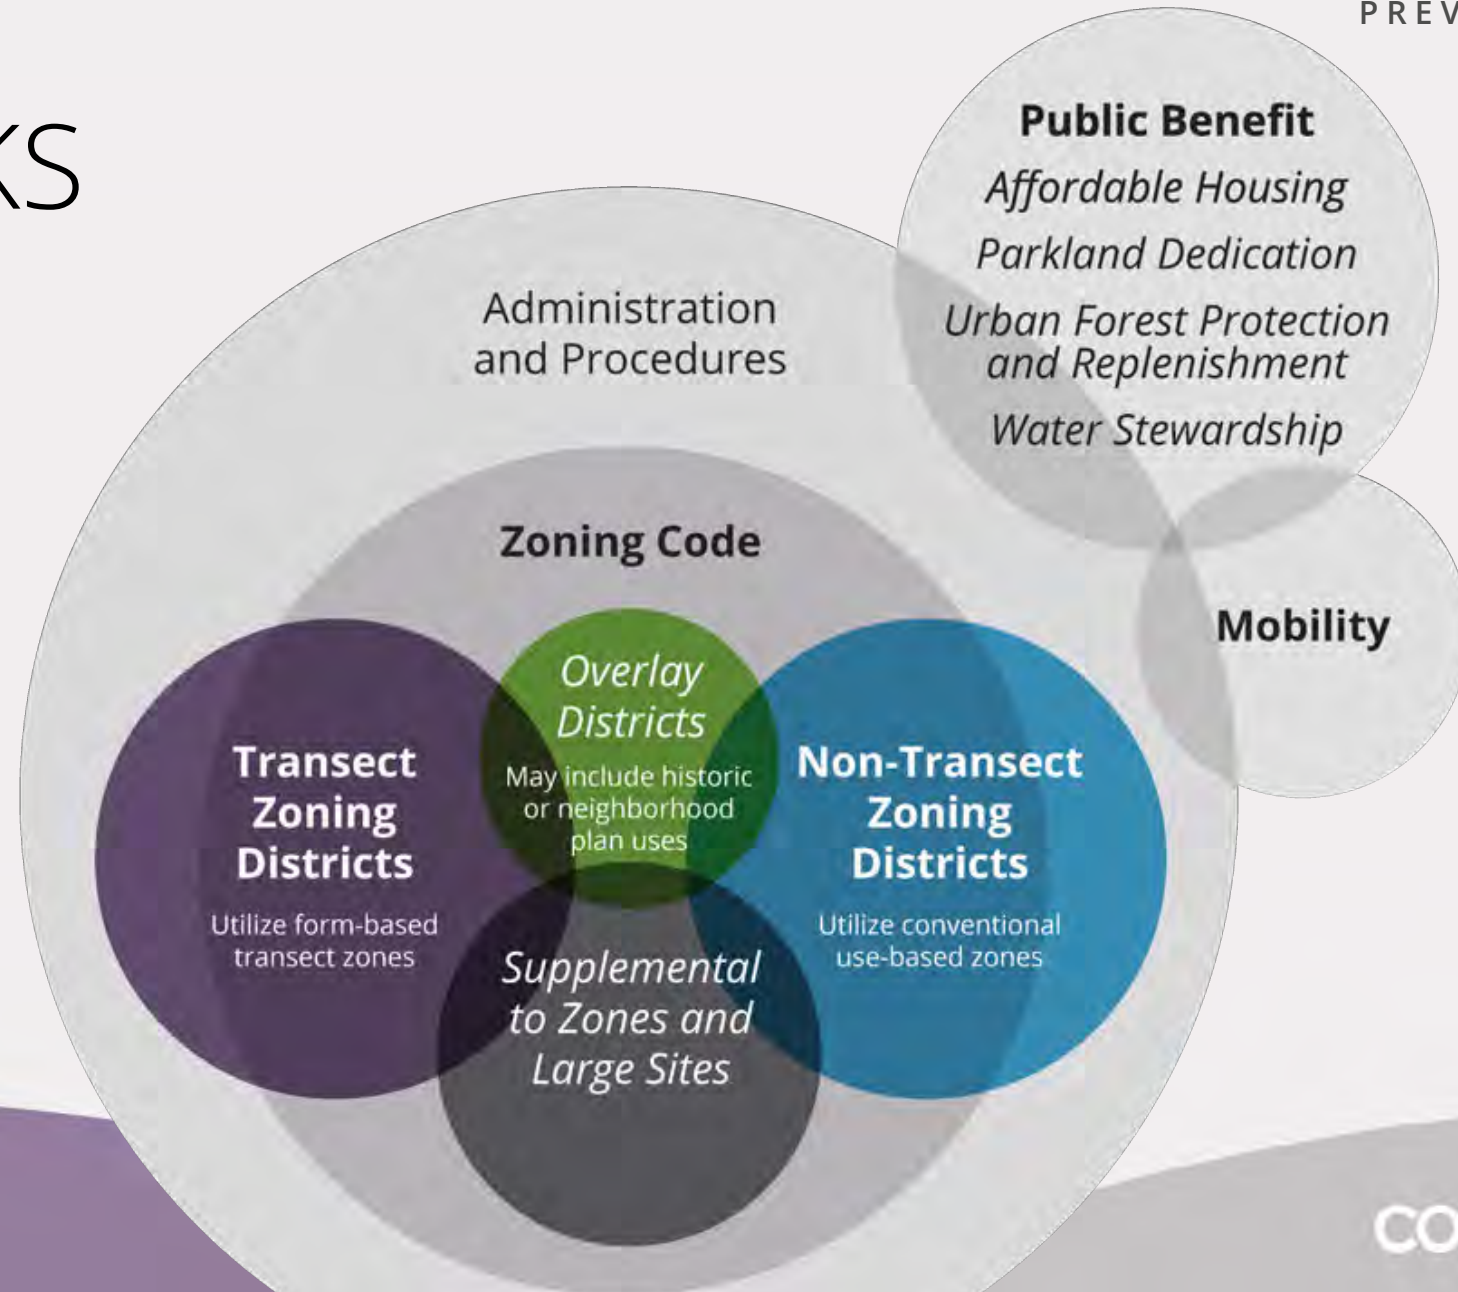 PREV
KS
Public Benefit
Affordable Housing
Parkland Dedication
Urban Forest Protection
and Replenishment
Water Stewardship
Administration
and Procedures
Zoning Code
Mobility
Overlay
Districts
May include historic
or neighborhood
plan uses
Transect
Zoning
Districts
Utilize form-based
transect zones
Non-Transect
Zoning
Districts
Utilize conventional
use-based zones
Supplemental
to Zones and
Large Sites
CO